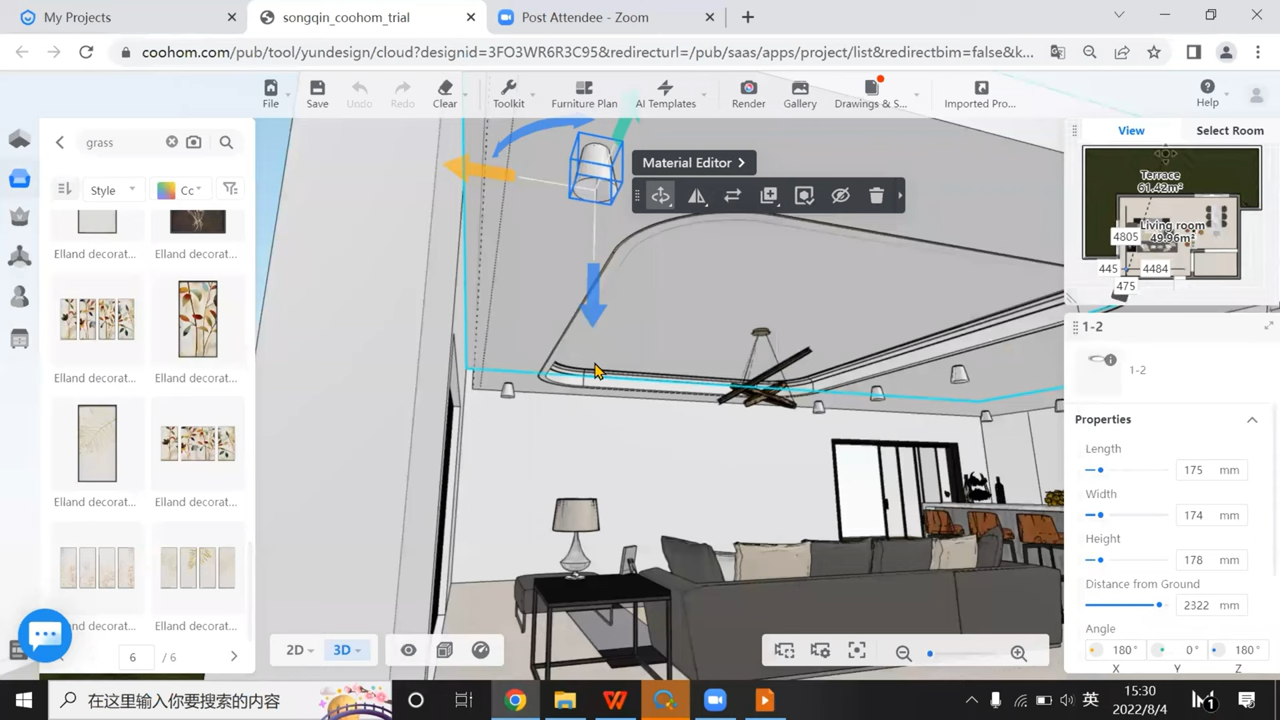 My Projects
songqin_coohom_trial
Post Attendee - Zoom
coohom.com/pub/tool/yundesign/cloud?designid=3FO3WR6R3C95&redirecturl=/pub/saas/apps/project/list&redirectbim=false&k...
File
Save
Undo
Redo
Clear
Toolkit
Furniture Plan
AI Templates
Render
Gallery
Drawings & S...
Imported Pro...
Help
grass
Style
Cc
Elland decorat...
Elland decorat...
Elland decorat...
Elland decorat...
Elland decorat...
Elland decorat...
decorat...
Elland decorat...
6 / 6
Material Editor
2D
3D
View
Select Room
Terrace
61.42m²
Living room
49.96m²
4805
445
4484
475
1-2
1-2
Properties
Length
175 mm
Width
174 mm
Height
178 mm
Distance from Ground
2322 mm
Angle
180°
0°
180°
X
Y
Z
在这里输入你要搜索的内容
英
15:30
2022/8/4
1